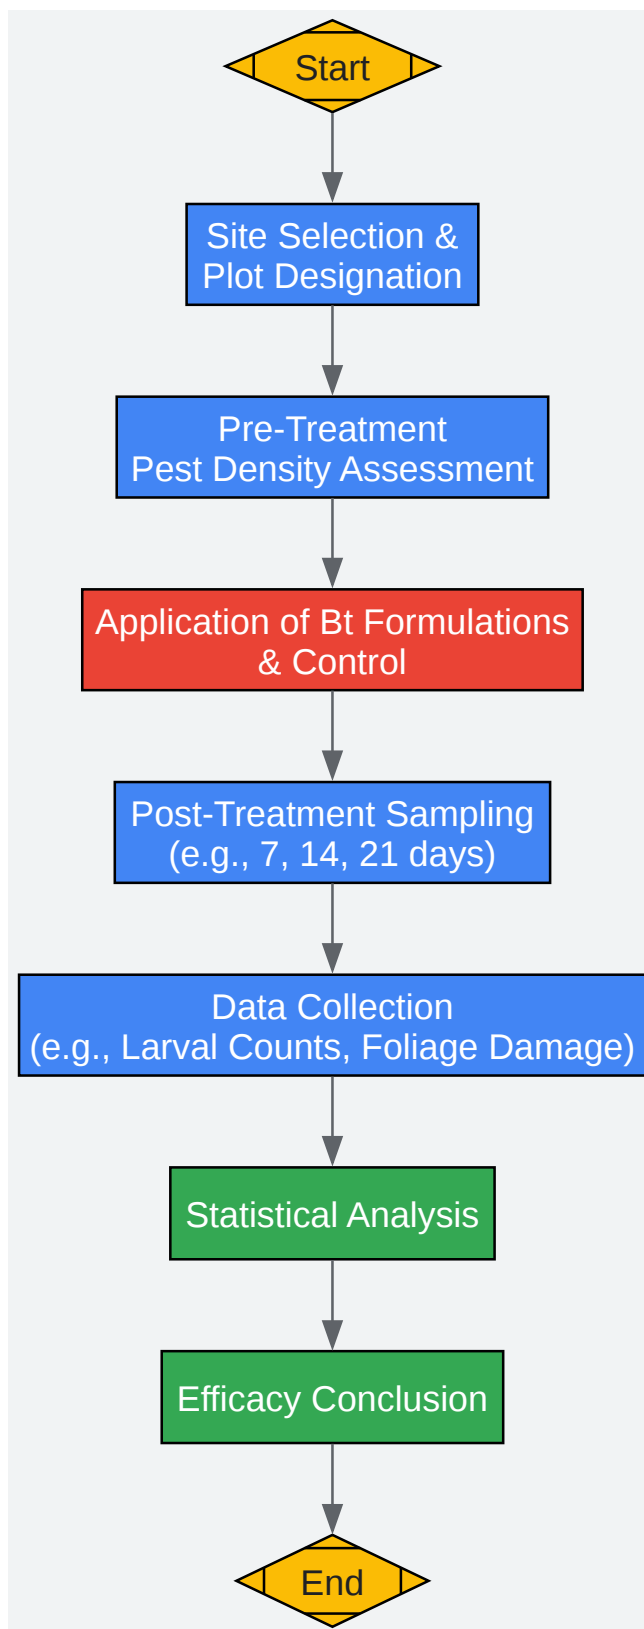 Start
Site Selection &
Plot Designation
Pre-Treatment
Pest Density Assessment
Application of Bt Formulations
& Control
Post-Treatment Sampling
(e.g., 7, 14, 21 days)
Data Collection
(e.g., Larval Counts, Foliage Damage)
Statistical Analysis
Efficacy Conclusion
End